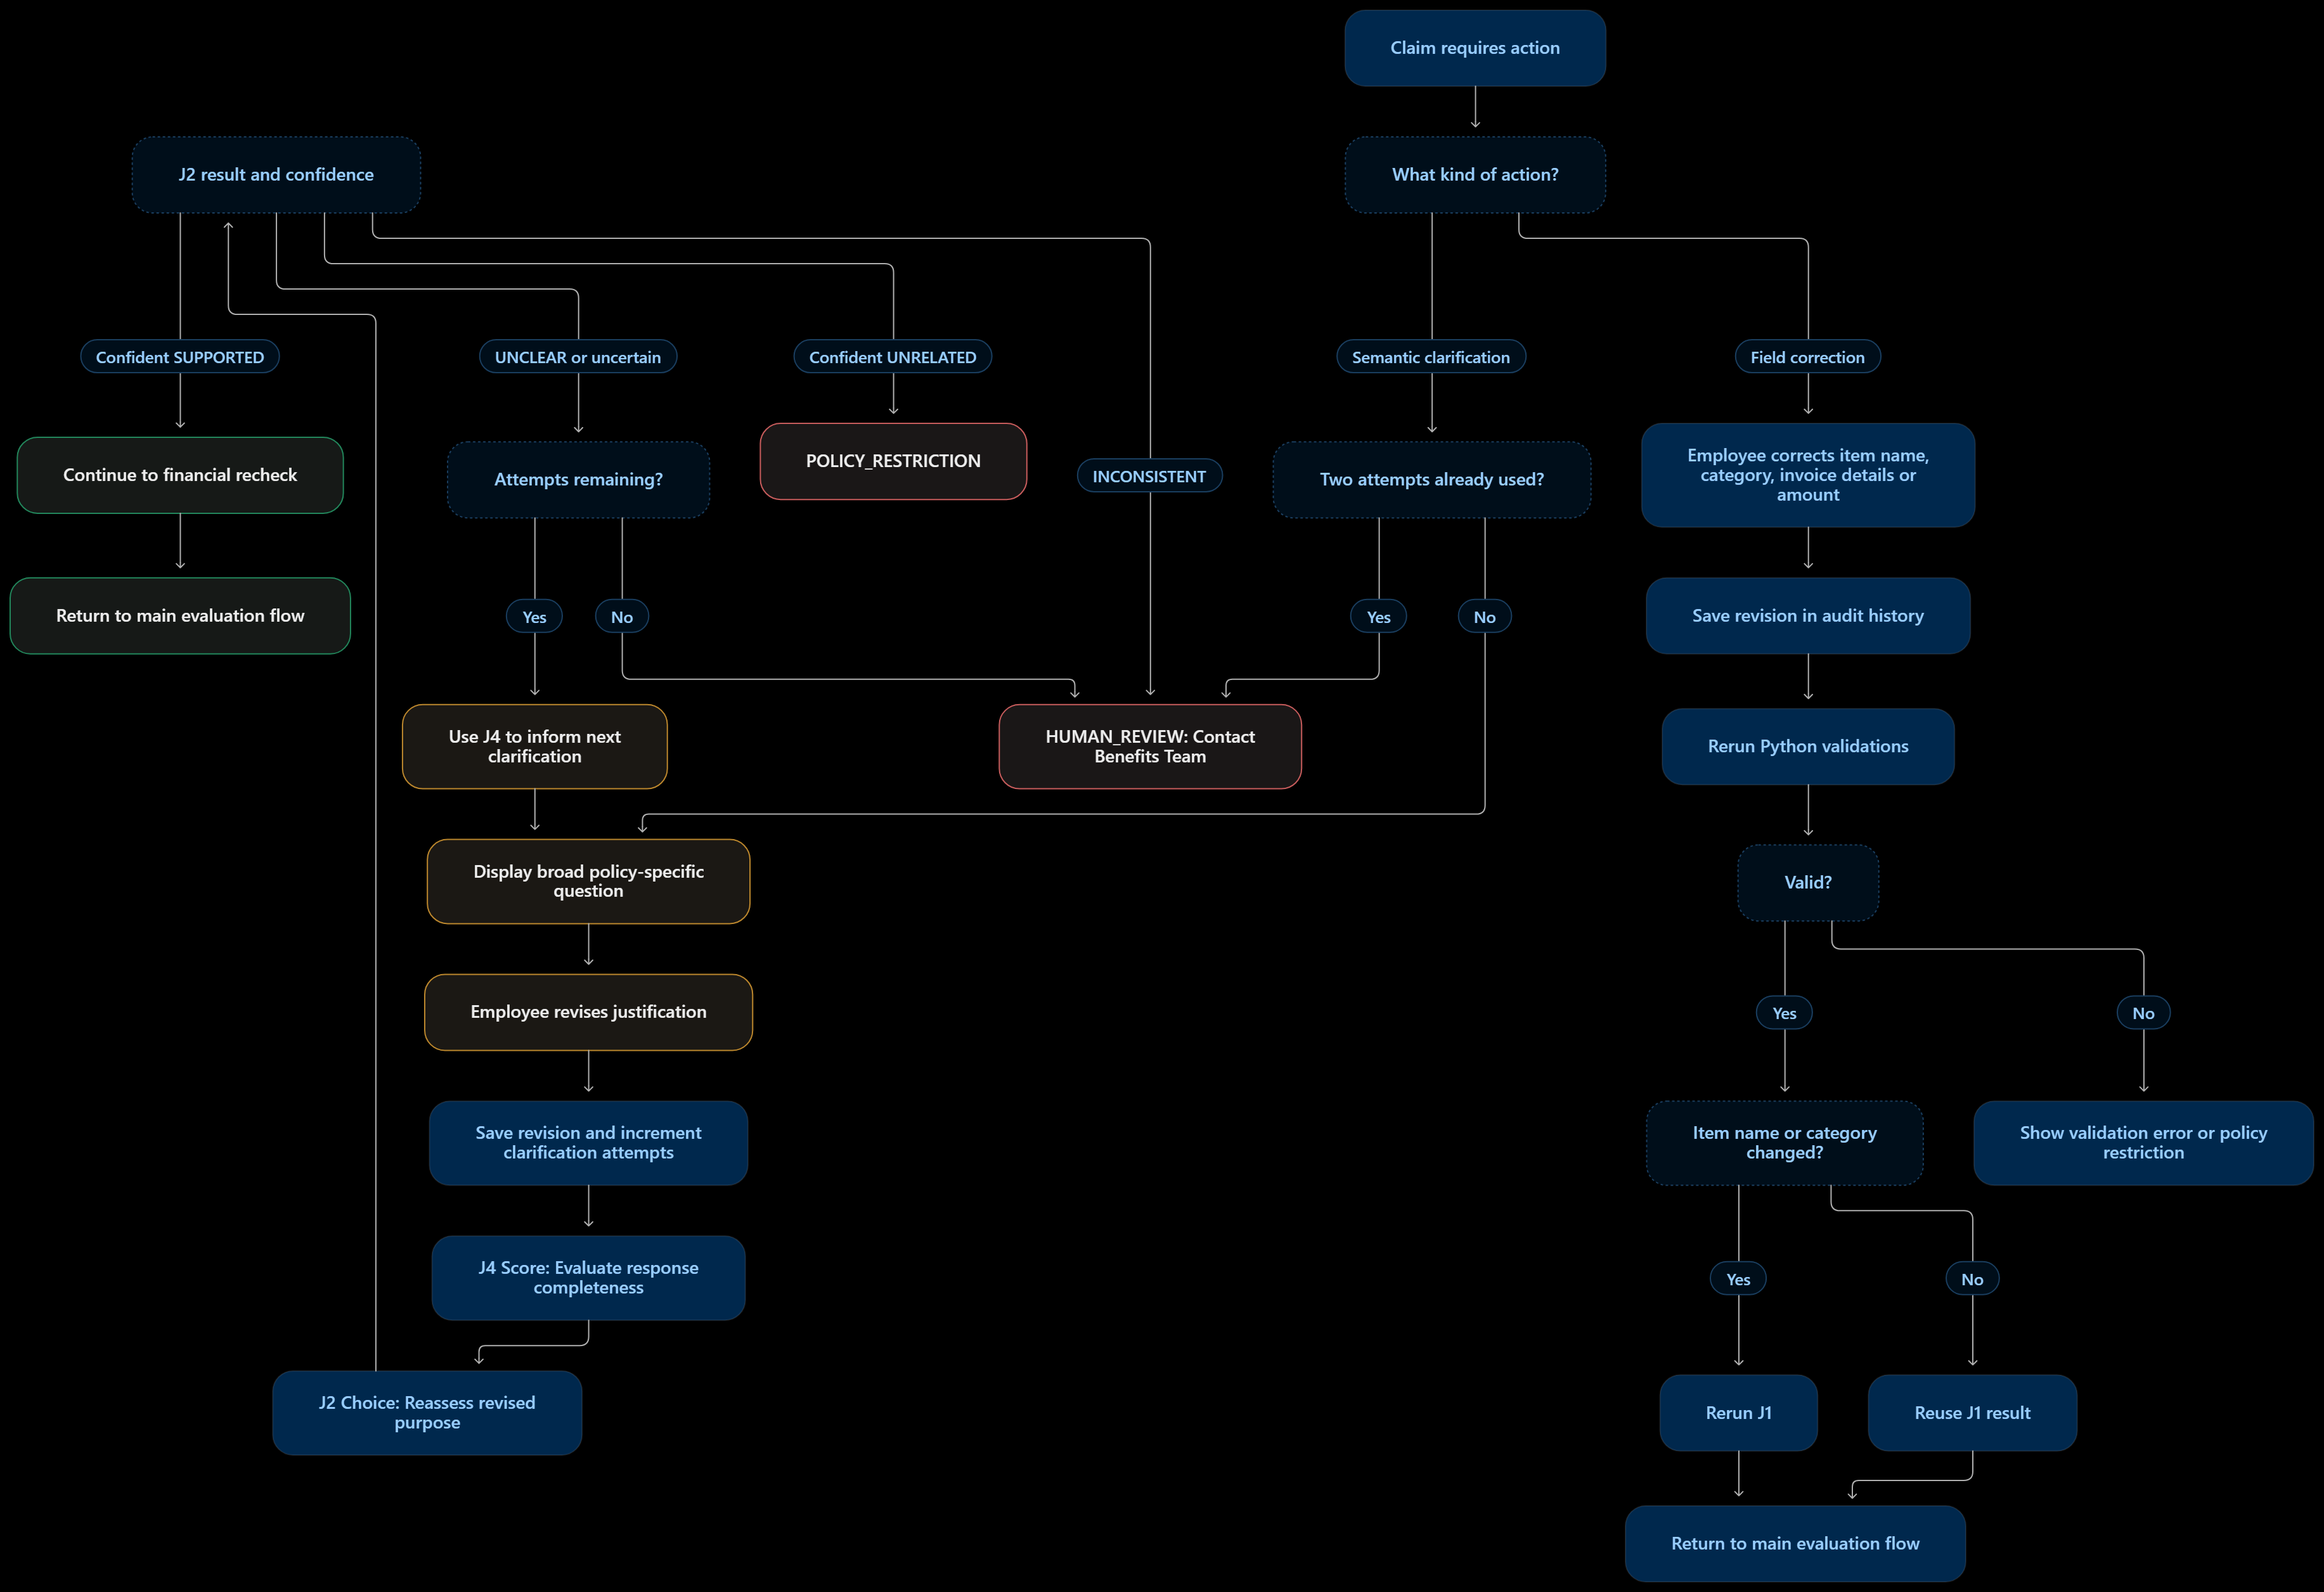 Claim requires action
J2 result and confidence
What kind of action?
Confident SUPPORTED
UNCLEAR or uncertain
Confident UNRELATED
Semantic clarification
Field correction
Continue to financial recheck
Attempts remaining?
POLICY_RESTRICTION
INCONSISTENT
Two attempts already used?
Employee corrects item name,
category, invoice details or
amount
Return to main evaluation flow
Yes
No
Yes
No
Save revision in audit history
Use J4 to inform next
clarification
HUMAN_REVIEW: Contact
Benefits Team
Rerun Python validations
Display broad policy-specific
question
Valid?
Employee revises justification
Yes
No
Save revision and increment
clarification attempts
Item name or category
changed?
Show validation error or policy
restriction
J4 Score: Evaluate response
completeness
Yes
No
J2 Choice: Reassess revised
purpose
Rerun J1
Reuse J1 result
Return to main evaluation flow